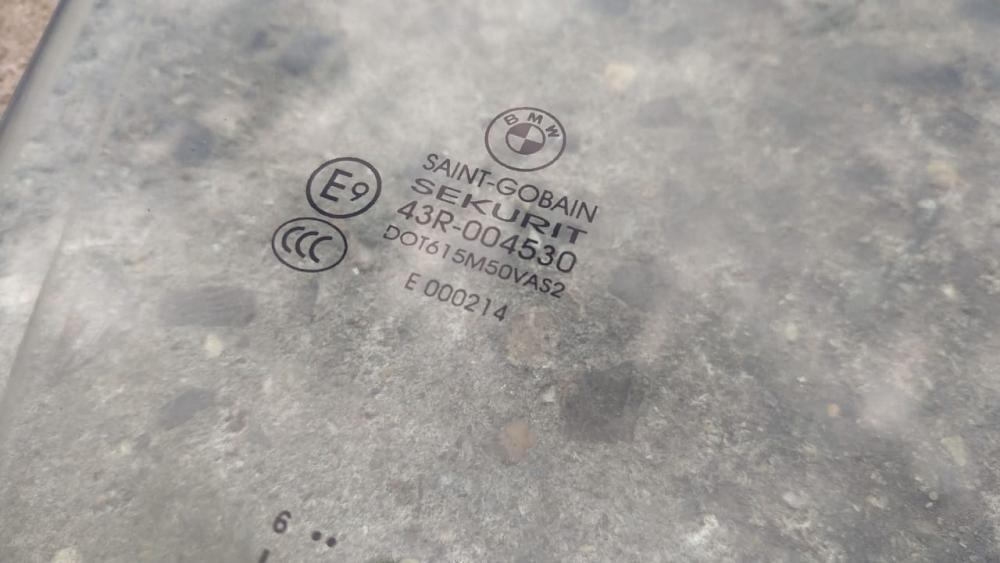 BMW
SAINT-GOBAIN
SEKURIT
E9
43R-004530
CCC
DOT615M50VAS2
E 000214
6 ..